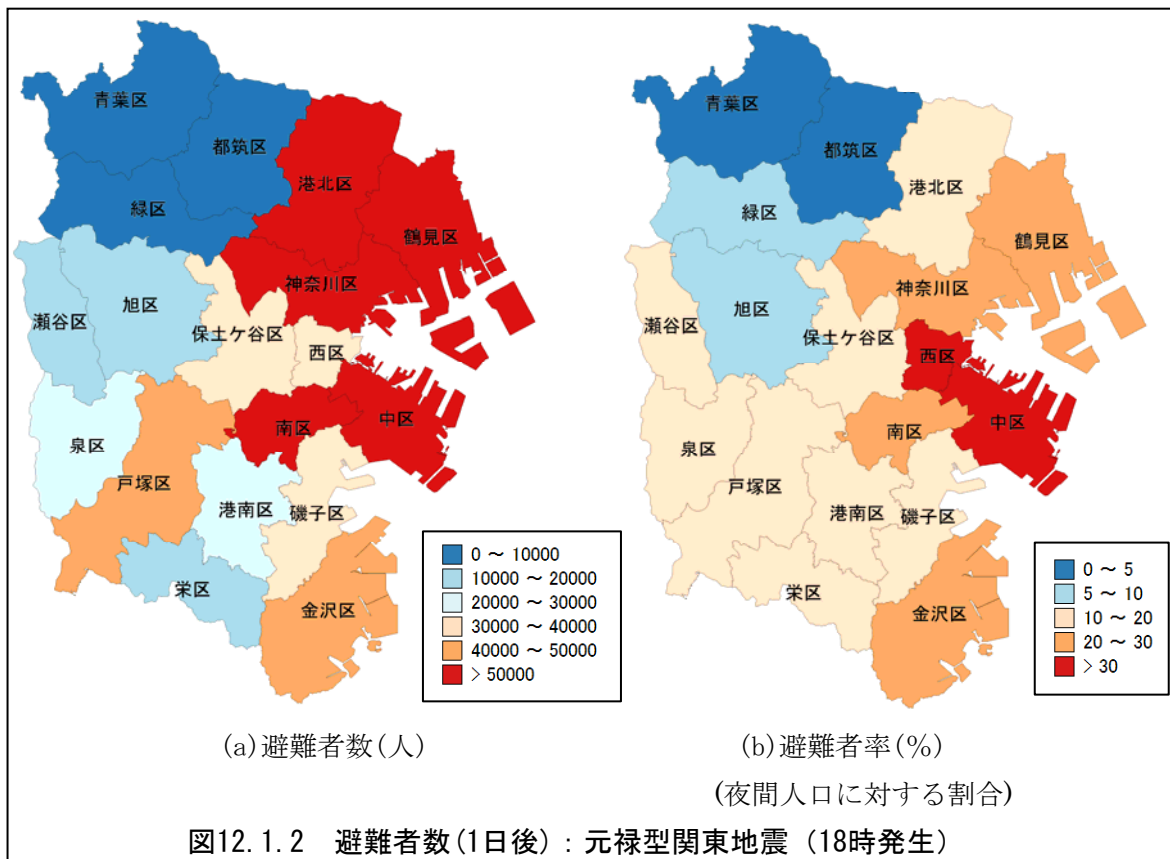 青葉区
都筑区
港北区
緑区
鶴見区
神奈川区
旭区
瀬谷区
保土ケ谷区
西区
南区
中区
泉区
戸塚区
港南区
磯子区
栄区
金沢区
0 ～ 10000
10000 ～ 20000
20000 ～ 30000
30000 ～ 40000
40000 ～ 50000
> 50000
(a)避難者数(人)
青葉区
都筑区
港北区
緑区
鶴見区
神奈川区
旭区
瀬谷区
保土ケ谷区
西区
中区
南区
泉区
戸塚区
港南区
磯子区
栄区
金沢区
0 ～ 5
5 ～ 10
10 ～ 20
20 ～ 30
> 30
(b)避難者率(%)
(夜間人口に対する割合)
図12.1.2 避難者数(1日後)：元禄型関東地震 (18時発生)